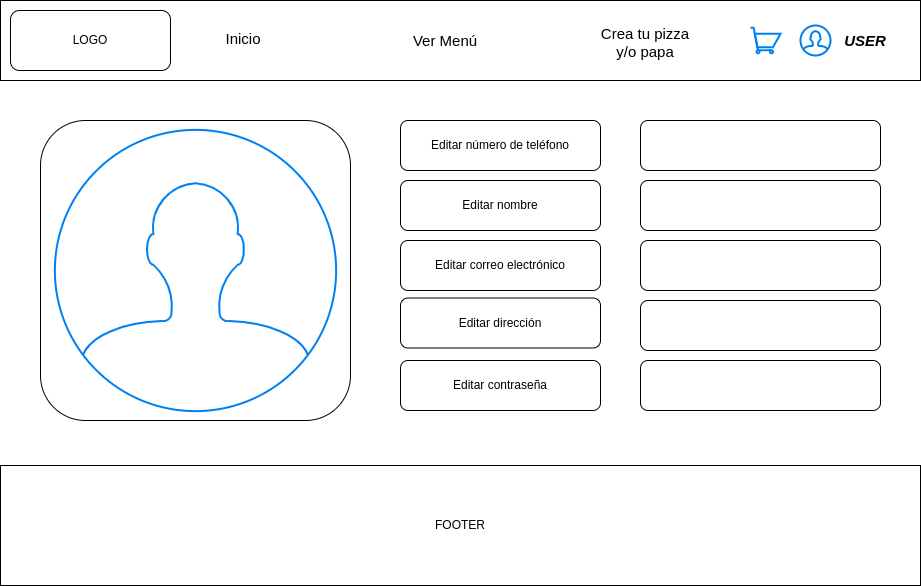 LOGO
Inicio
Ver Menú
Crea tu pizza
y/o papa
USER
Editar número de teléfono
Editar nombre
Editar correo electrónico
Editar dirección
Editar contraseña
FOOTER